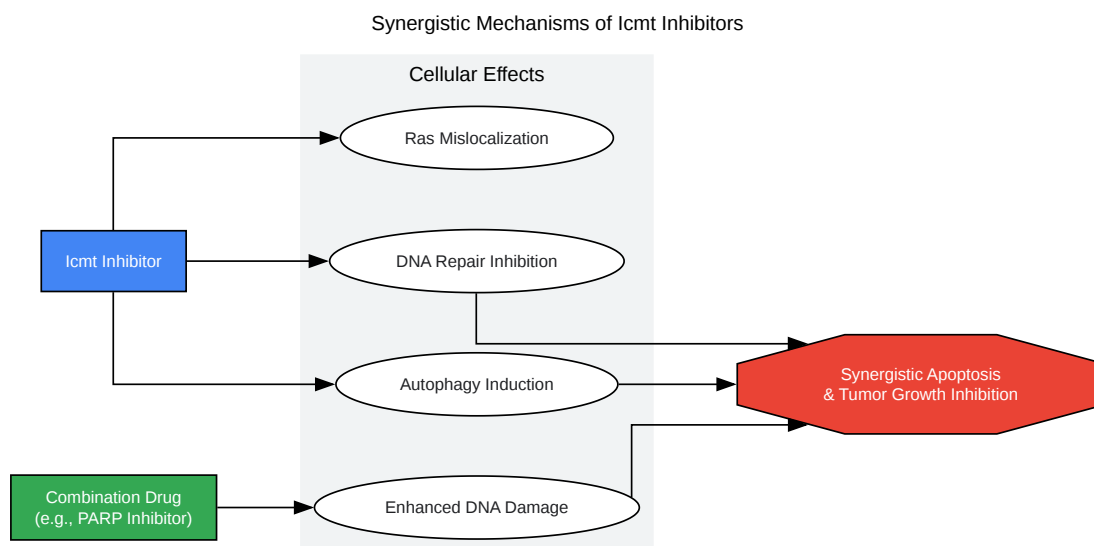 Synergistic Mechanisms of Icmt Inhibitors
Cellular Effects
Ras Mislocalization
Icmt Inhibitor
DNA Repair Inhibition
Autophagy Induction
Synergistic Apoptosis
& Tumor Growth Inhibition
Combination Drug
(e.g., PARP Inhibitor)
Enhanced DNA Damage